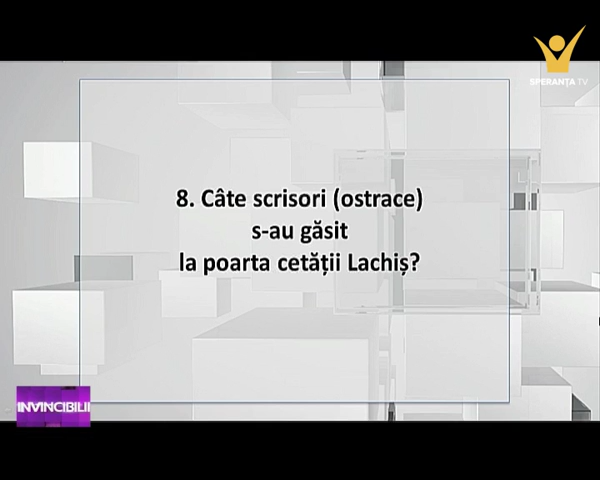 SPERANȚA TV
8. Câte scrisori (ostrace)
s-au găsit
la poarta cetății Lachiș?
INVINCIBILII